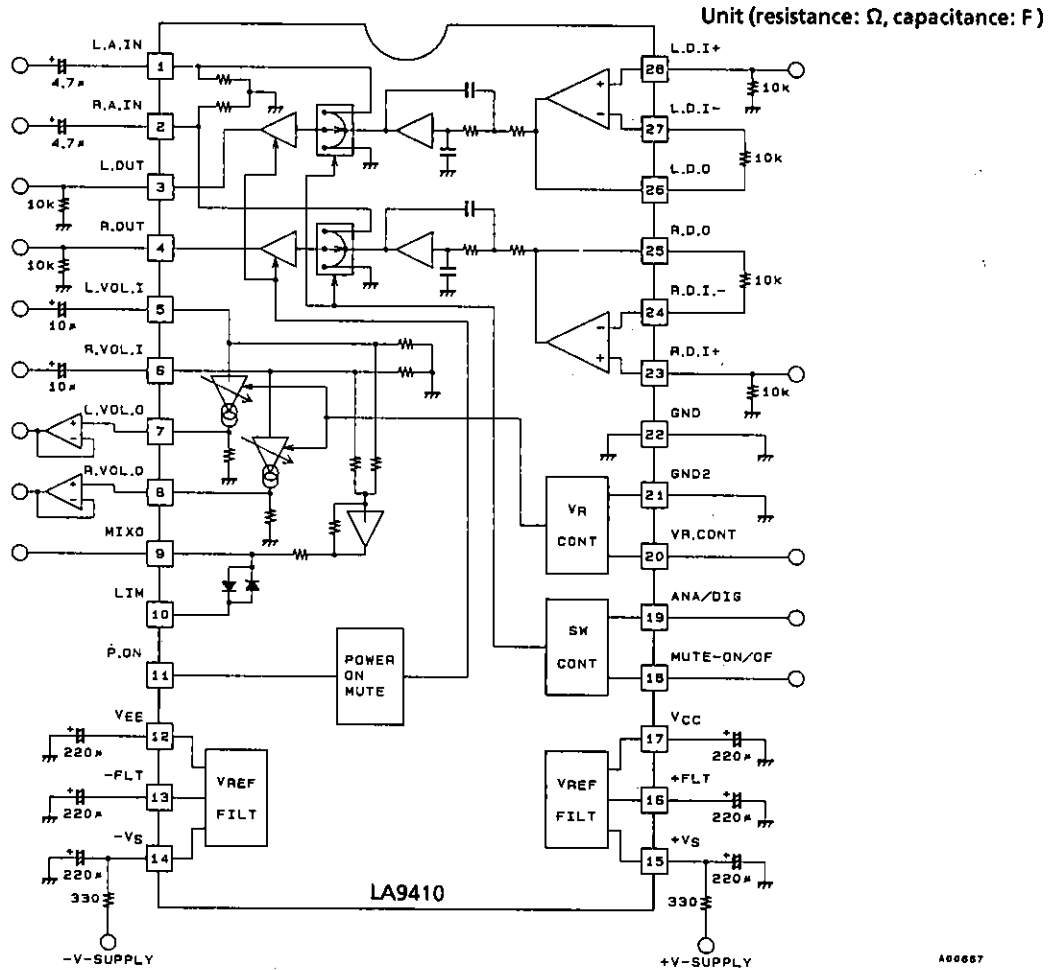 Unit (resistance: Ω, capacitance: F)
L.A.IN
1
+
4.7μ
R.A.IN
2
+
4.7μ
L.OUT
3
10k
R.OUT
4
10k
L.VOL.I
5
+
10μ
R.VOL.I
6
+
10μ
L.VOL.O
7
+
-
R.VOL.O
8
+
-
MIXO
9
LIM
10
P.ON
11
POWER
ON
MUTE
VEE
12
+
220μ
-FLT
13
+
220μ
-VS
14
+
220μ
330
-V-SUPPLY
VREF
FILT
LA9410
L.D.I+
28
10k
L.D.I-
27
10k
L.D.O
26
+
-
R.D.O
25
10k
R.D.I.-
24
R.D.I+
23
10k
-
+
GND
22
GND2
21
VR.CONT
20
VR
CONT
ANA/DIG
19
MUTE-ON/OF
18
SW
CONT
VCC
17
+
220μ
+FLT
16
+
220μ
+VS
15
+
220μ
330
+V-SUPPLY
VREF
FILT
A00667